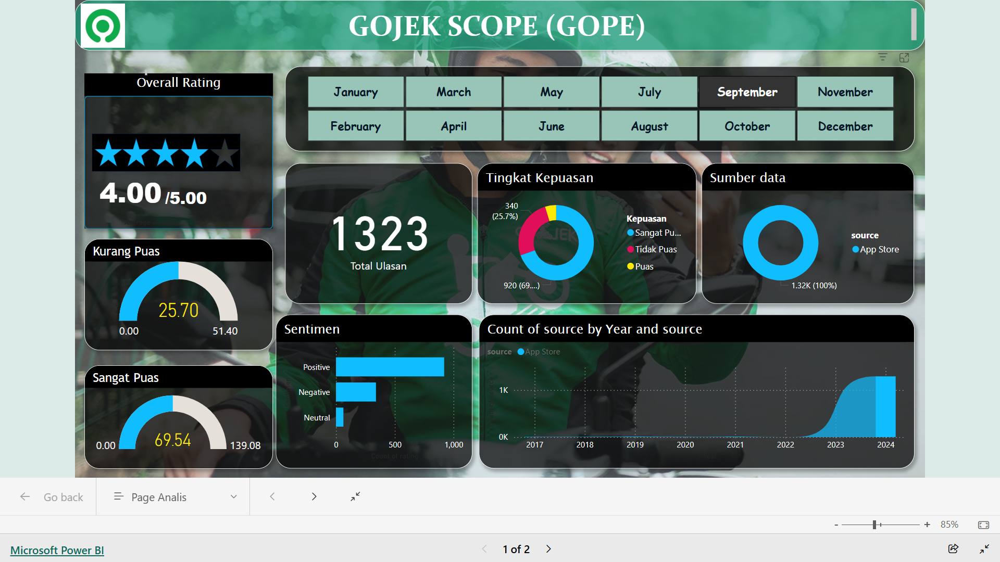 GOJEK SCOPE (GOPE)
Overall Rating
4.00 /5.00
January
March
May
July
September
November
February
April
June
August
October
December
1323
Total Ulasan
Tingkat Kepuasan
340
(25.7%)
920 (69....)
Kepuasan
Sangat Pu...
Tidak Puas
Puas
Sumber data
1.32K (100%)
source
App Store
Kurang Puas
25.70
0.00
51.40
Sangat Puas
69.54
0.00
139.08
Sentimen
Positive
Negative
Neutral
0
500
1,000
Count of rating
Count of source by Year and source
source
App Store
1K
0K
2017
2018
2019
2020
2021
2022
2023
2024
Go back
Page Analis
- + 85%
Microsoft Power BI
1 of 2